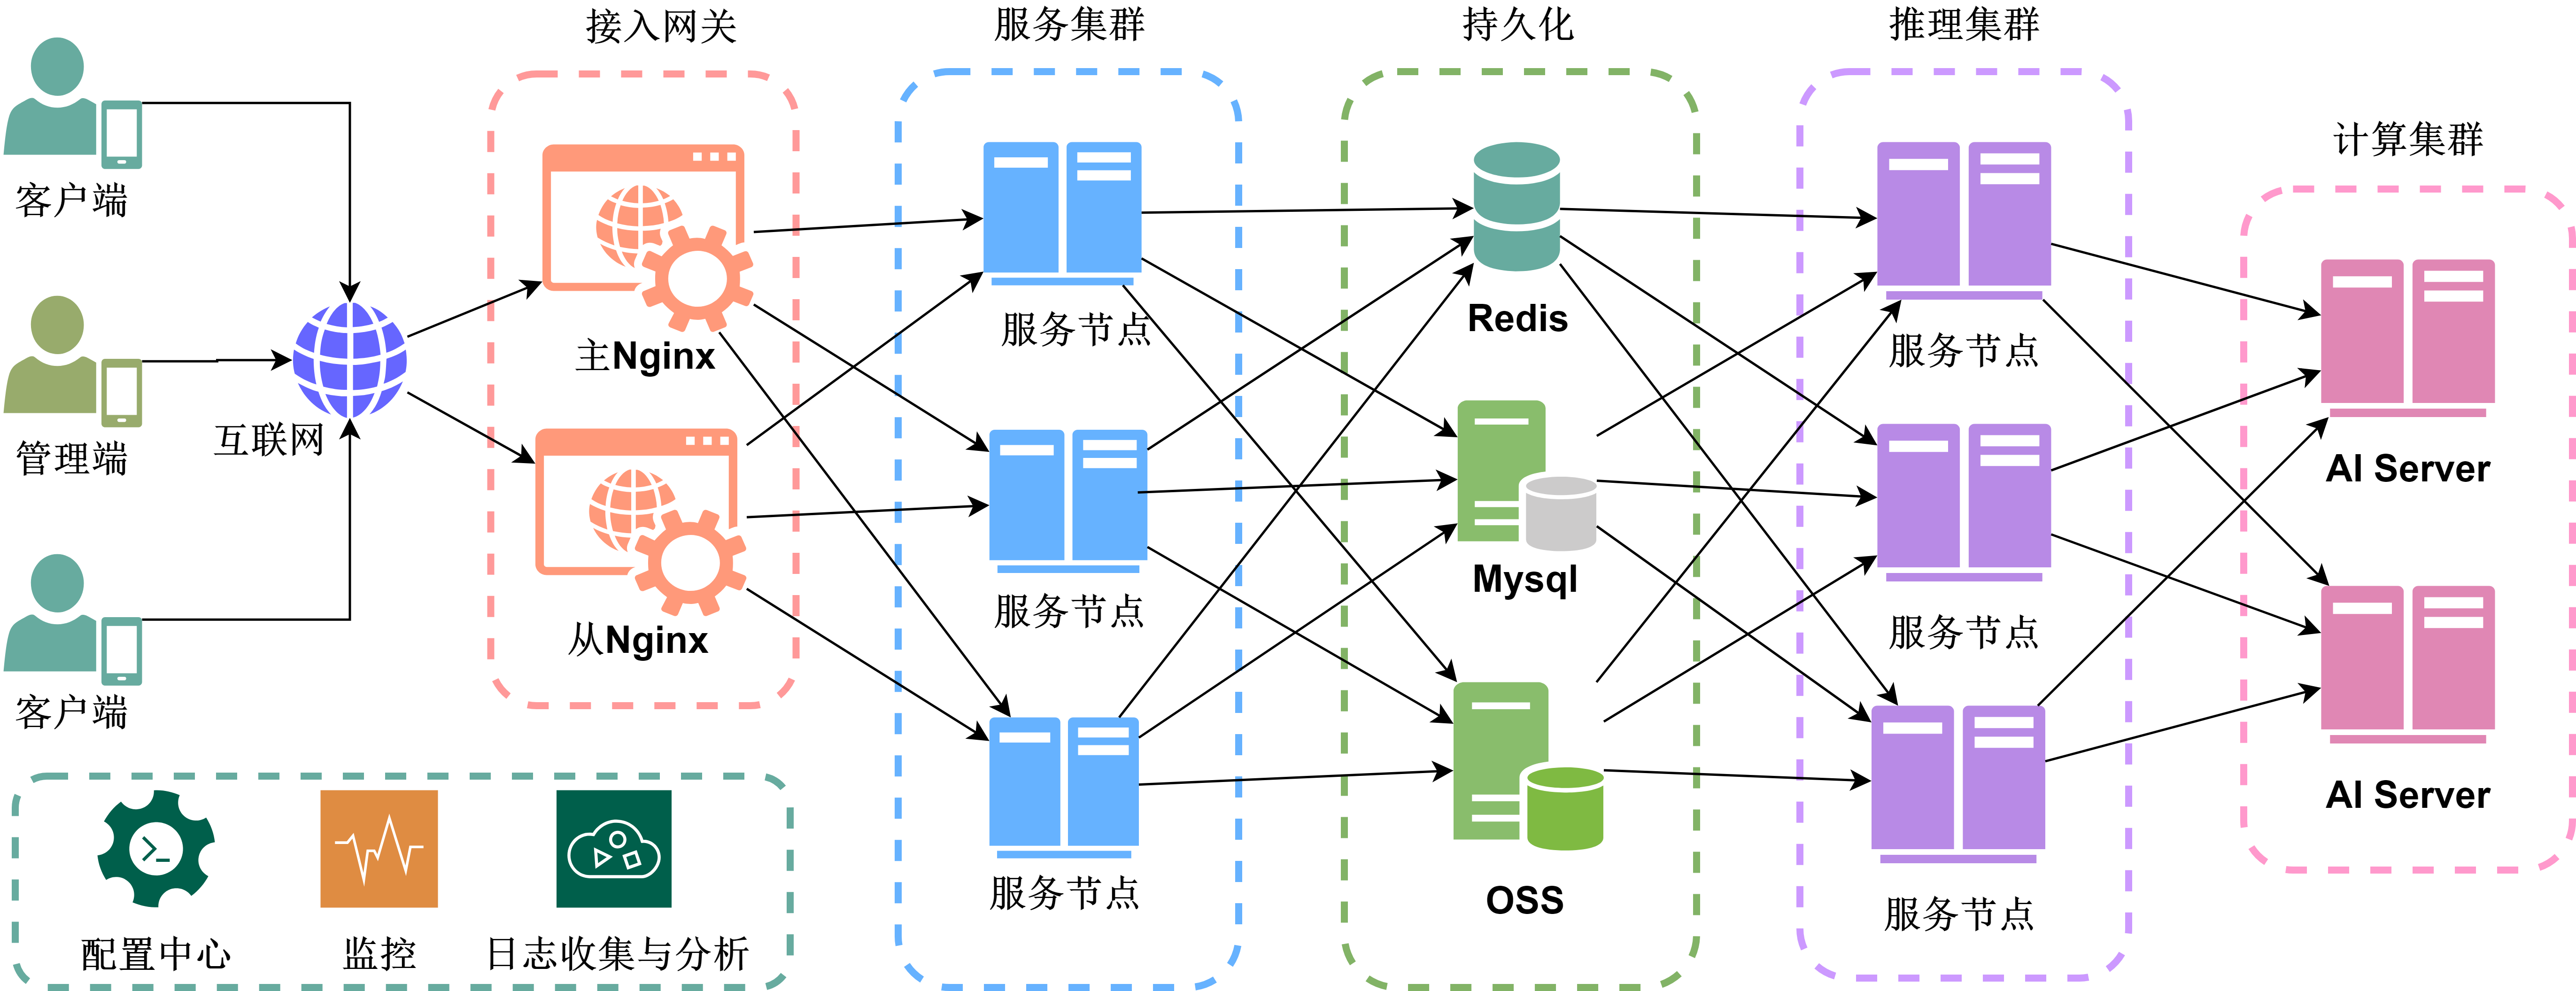 接入网关
服务集群
持久化
推理集群
计算集群
客户端
管理端
客户端
互联网
主Nginx
从Nginx
服务节点
服务节点
服务节点
Redis
Mysql
OSS
服务节点
服务节点
服务节点
AI Server
AI Server
配置中心
监控
日志收集与分析